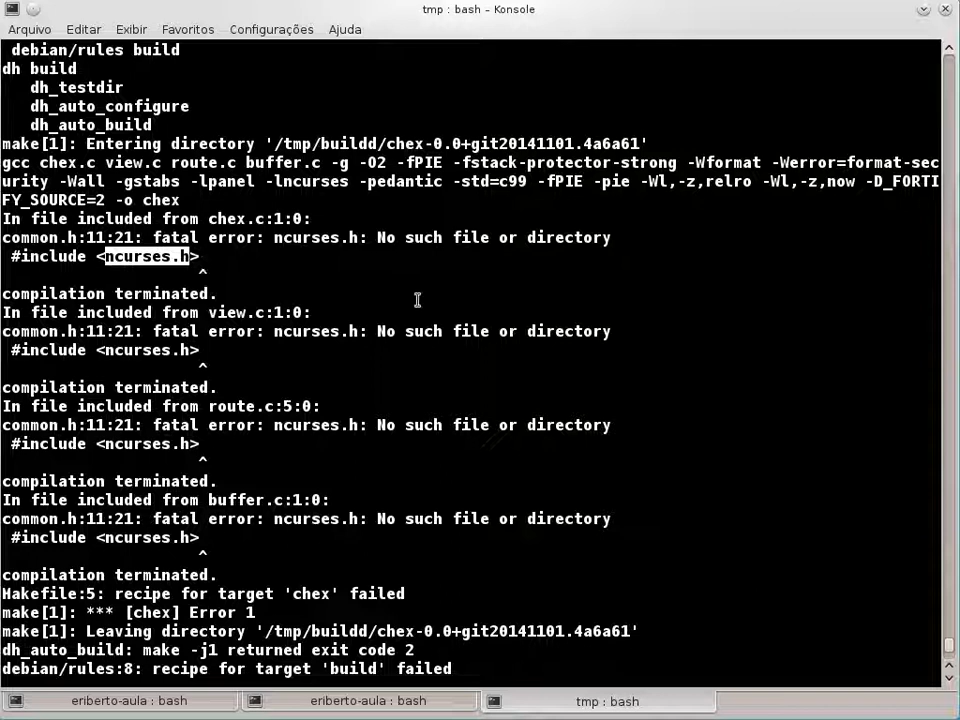 tmp : bash – Konsole
Arquivo Editar Exibir Favoritos Configurações Ajuda
debian/rules build
dh build
dh_testdir
dh_auto_configure
dh_auto_build
make[1]: Entering directory '/tmp/buildd/chex-0.0+git20141101.4a6a61'
gcc chex.c view.c route.c buffer.c -g -O2 -fPIE -fstack-protector-strong -Wformat -Werror=format-sec
urity -Wall -gstabs -lpanel -lncurses -pedantic -std=c99 -fPIE -pie -Wl,-z,relro -Wl,-z,now -D_FORTI
FY_SOURCE=2 -o chex
In file included from chex.c:1:0:
common.h:11:21: fatal error: ncurses.h: No such file or directory
#include <ncurses.h>
^
compilation terminated.
In file included from view.c:1:0:
common.h:11:21: fatal error: ncurses.h: No such file or directory
#include <ncurses.h>
^
compilation terminated.
In file included from route.c:5:0:
common.h:11:21: fatal error: ncurses.h: No such file or directory
#include <ncurses.h>
^
compilation terminated.
In file included from buffer.c:1:0:
common.h:11:21: fatal error: ncurses.h: No such file or directory
#include <ncurses.h>
^
compilation terminated.
Makefile:5: recipe for target 'chex' failed
make[1]: *** [chex] Error 1
make[1]: Leaving directory '/tmp/buildd/chex-0.0+git20141101.4a6a61'
dh_auto_build: make -j1 returned exit code 2
debian/rules:8: recipe for target 'build' failed
eriberto-aula : bash eriberto-aula : bash tmp : bash